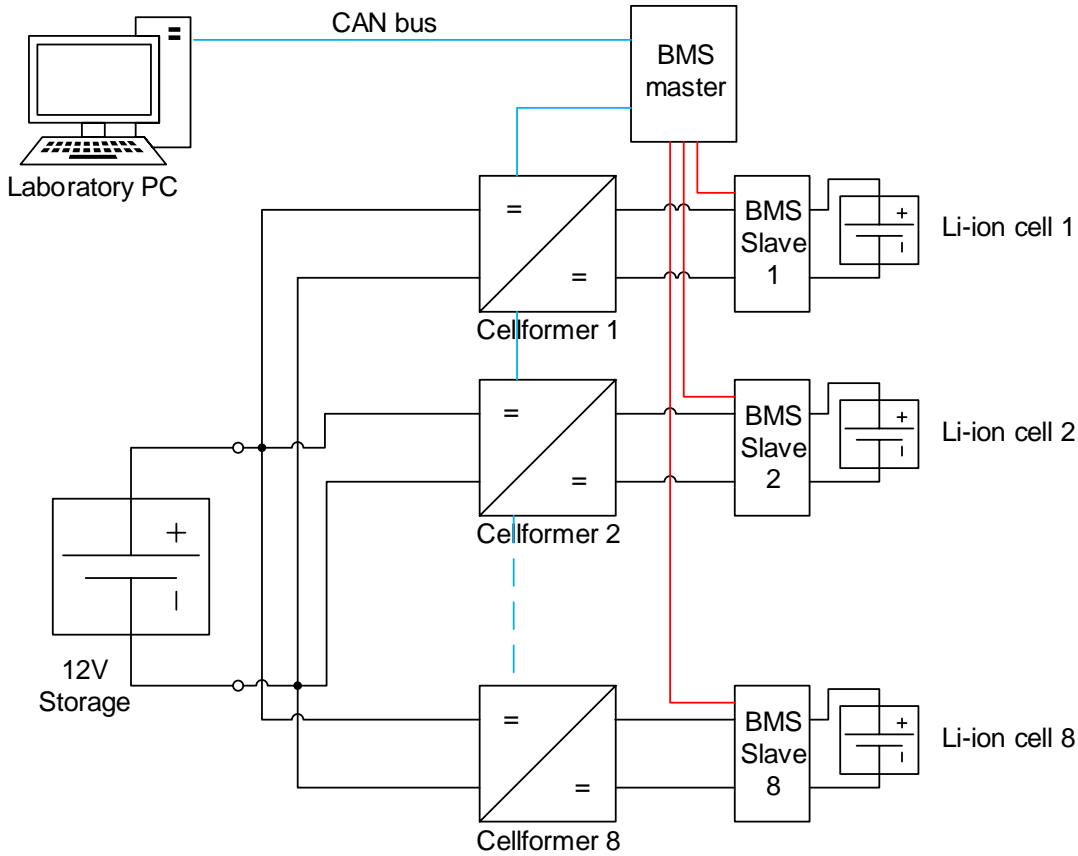 CAN bus
BMS
master
Laboratory PC
=
=
BMS
Slave
1
+
Li-ion cell 1
Cellformer 1
=
=
BMS
Slave
2
+
Li-ion cell 2
Cellformer 2
+
12V
Storage
=
=
BMS
Slave
8
+
Li-ion cell 8
Cellformer 8